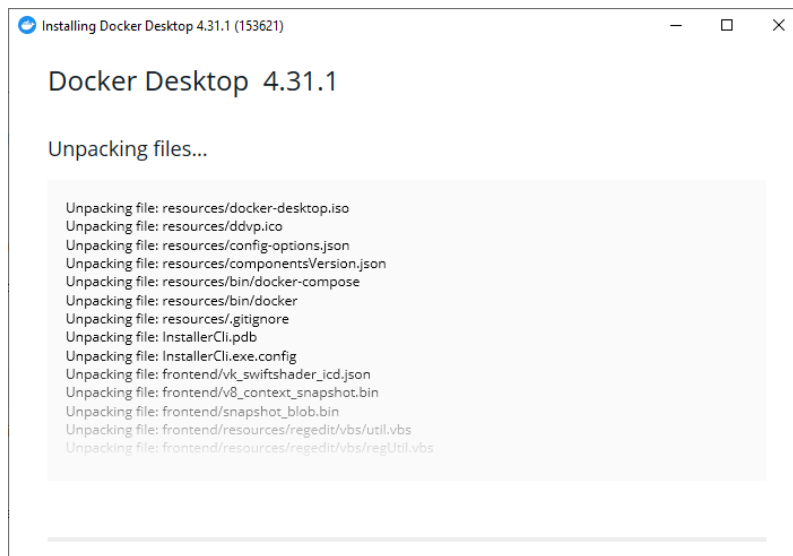 Installing Docker Desktop 4.31.1 (153621)
Docker Desktop 4.31.1
Unpacking files...
Unpacking file: resources/docker-desktop.iso
Unpacking file: resources/ddvp.ico
Unpacking file: resources/config-options.json
Unpacking file: resources/componentsVersion.json
Unpacking file: resources/bin/docker-compose
Unpacking file: resources/bin/docker
Unpacking file: resources/.gitignore
Unpacking file: InstallerCli.pdb
Unpacking file: InstallerCli.exe.config
Unpacking file: frontend/vk_swiftshader_icd.json
Unpacking file: frontend/v8_context_snapshot.bin
Unpacking file: frontend/snapshot_blob.bin
Unpacking file: frontend/resources/regedit/vbs/util.vbs
Unpacking file: frontend/resources/regedit/vbs/regUtil.vbs